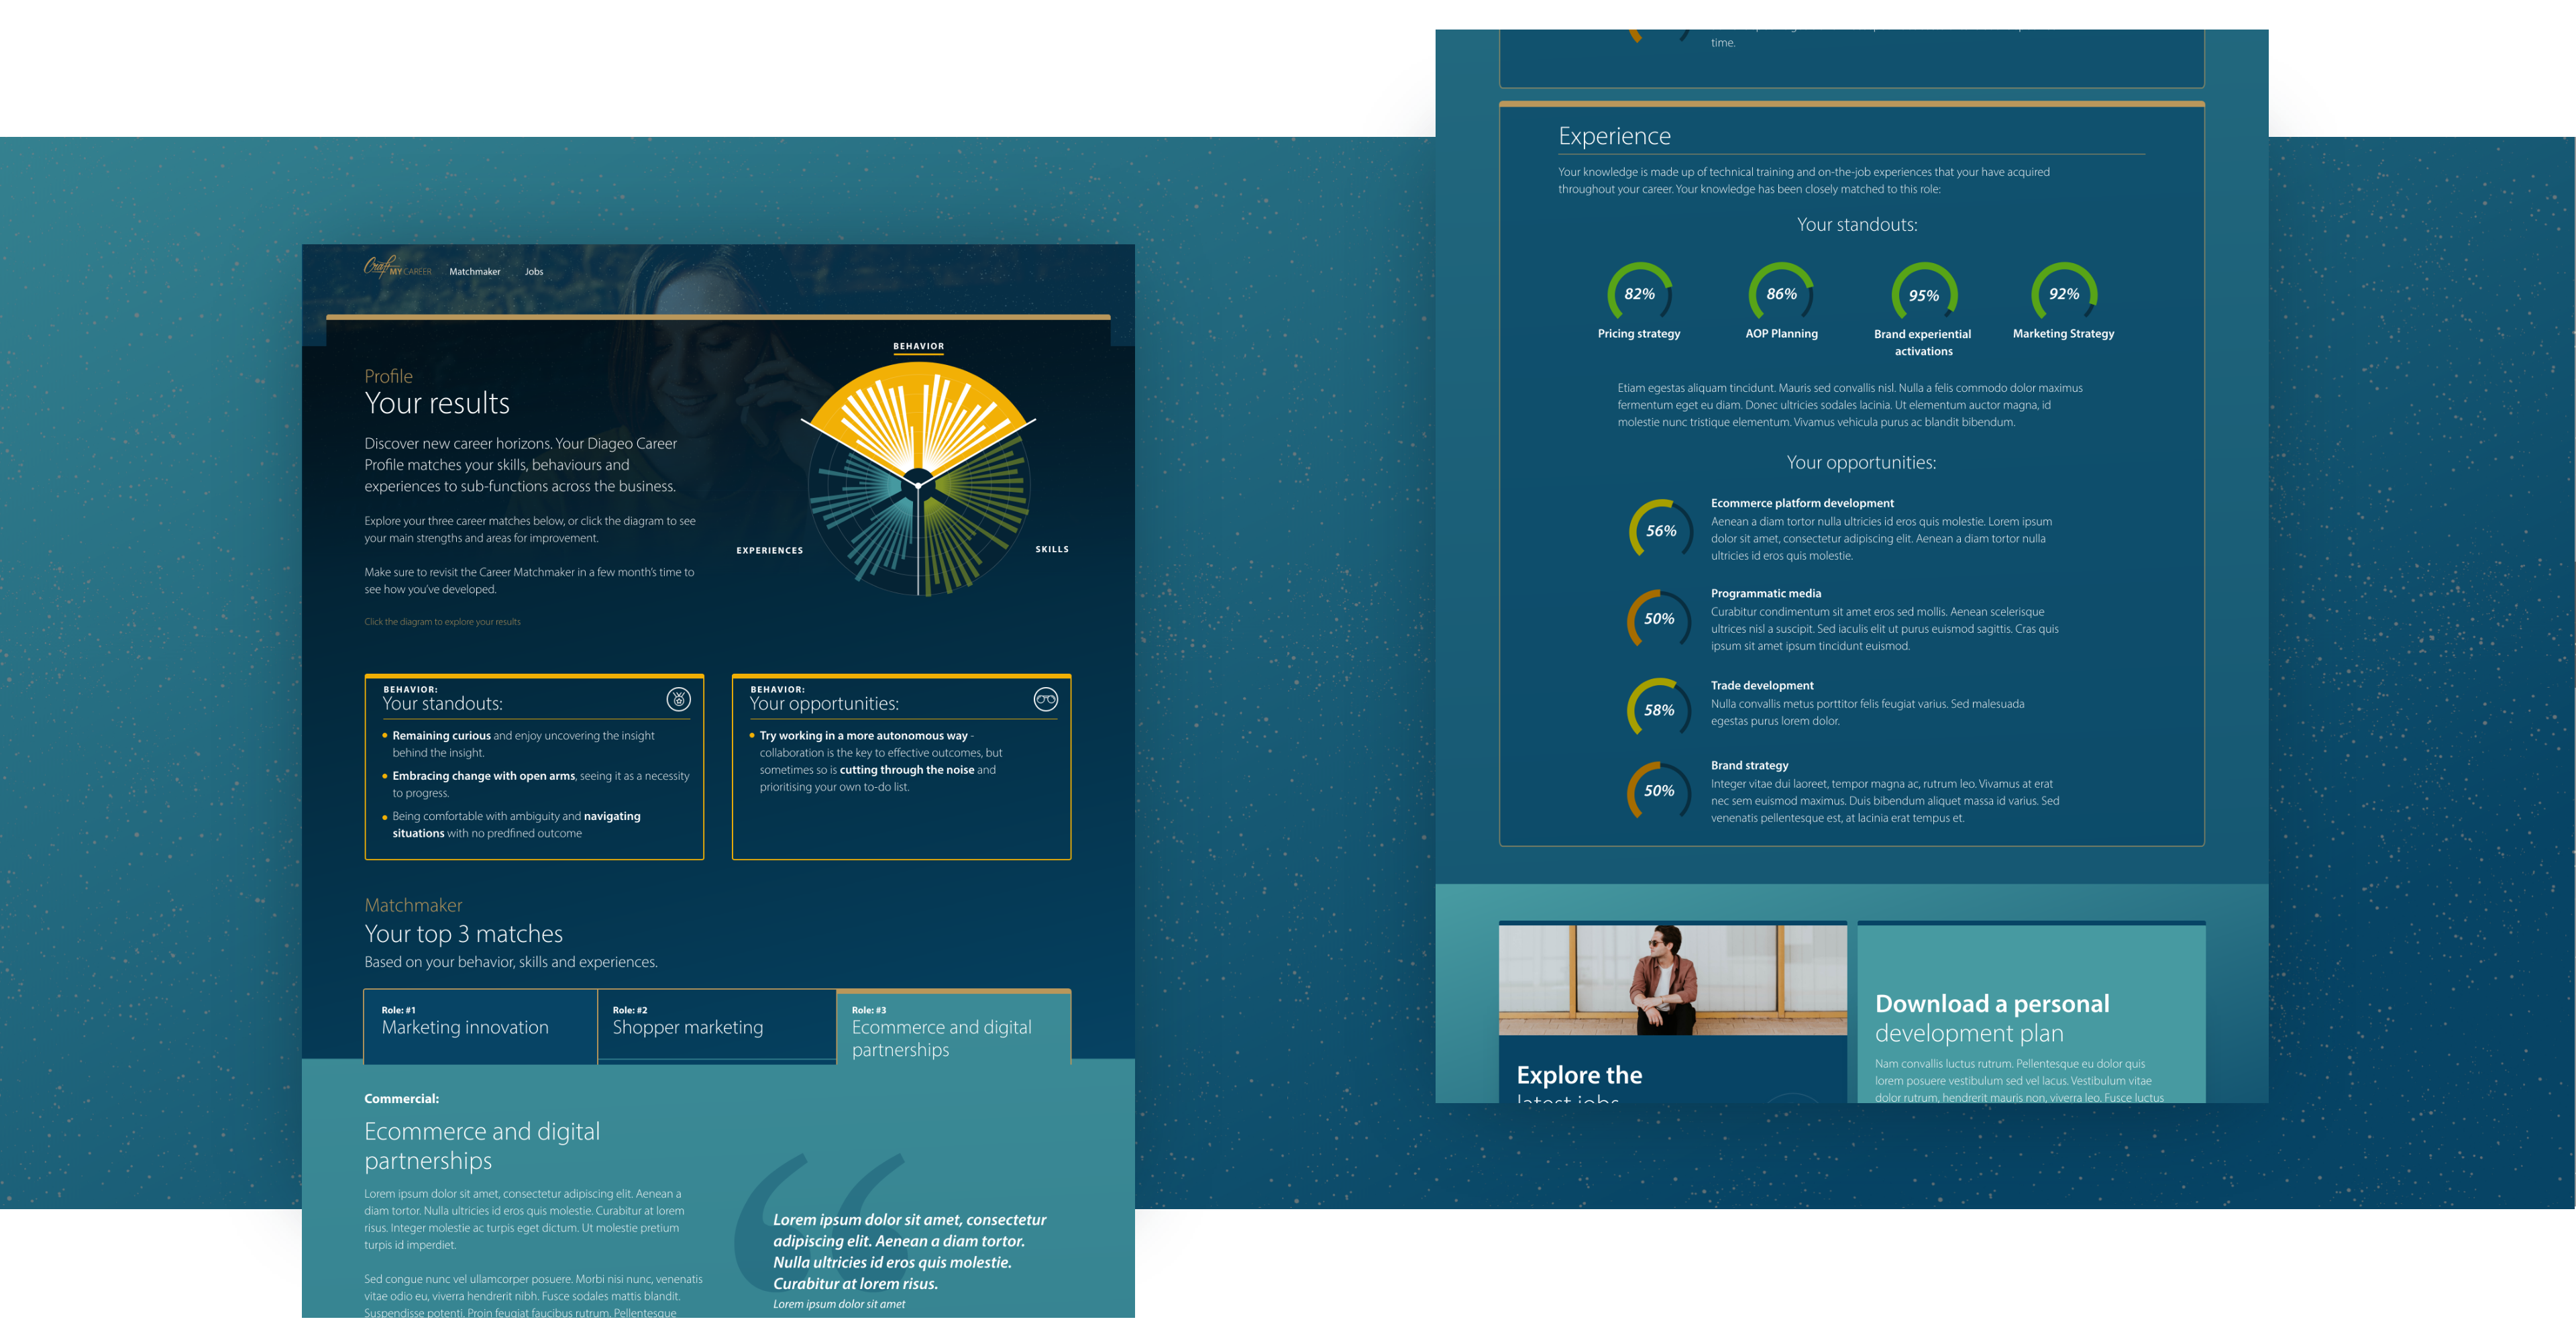 Craft MY CAREER
Matchmaker
Jobs
Profile
Your results
Discover new career horizons. Your Diageo Career
Profile matches your skills, behaviours and
experiences to sub-functions across the business.
Explore your three career matches below, or click the diagram to see
your main strengths and areas for improvement.
Make sure to revisit the Career Matchmaker in a few month's time to
see how you've developed.
Click the diagram to explore your results
BEHAVIOR
EXPERIENCES
SKILLS
BEHAVIOR:
Your standouts:
Remaining curious and enjoy uncovering the insight
behind the insight.
Embracing change with open arms, seeing it as a necessity
to progress.
Being comfortable with ambiguity and navigating
situations with no predfined outcome
BEHAVIOR:
Your opportunities:
Try working in a more autonomous way -
collaboration is the key to effective outcomes, but
sometimes so is cutting through the noise and
prioritising your own to-do list.
Matchmaker
Your top 3 matches
Based on your behavior, skills and experiences.
Role: #1
Marketing innovation
Role: #2
Shopper marketing
Role: #3
Ecommerce and digital
partnerships
Commercial:
Ecommerce and digital
partnerships
Lorem ipsum dolor sit amet, consectetur adipiscing elit. Aenean a
diam tortor. Nulla ultricies id eros quis molestie. Curabitur at lorem
risus. Integer molestie ac turpis eget dictum. Ut molestie pretium
turpis id imperdiet.
Sed congue nunc vel ullamcorper posuere. Morbi nisi nunc, venenatis
vitae odio eu, viverra hendrerit nibh. Fusce sodales mattis blandit.
Suspendisse potenti. Proin feugiat faucibus rutrum. Pellentesque
“
Lorem ipsum dolor sit amet, consectetur
adipiscing elit. Aenean a diam tortor.
Nulla ultricies id eros quis molestie.
Curabitur at lorem risus.
Lorem ipsum dolor sit amet
time.
Experience
Your knowledge is made up of technical training and on-the-job experiences that your have acquired
throughout your career. Your knowledge has been closely matched to this role:
Your standouts:
82%
Pricing strategy
86%
AOP Planning
95%
Brand experiential
activations
92%
Marketing Strategy
Etiam egestas aliquam tincidunt. Mauris sed convallis nisl. Nulla a felis commodo dolor maximus
fermentum eget eu diam. Donec ultricies sodales lacinia. Ut elementum auctor magna, id
molestie nunc tristique elementum. Vivamus vehicula purus ac blandit bibendum.
Your opportunities:
56%
Ecommerce platform development
Aenean a diam tortor nulla ultricies id eros quis molestie. Lorem ipsum
dolor sit amet, consectetur adipiscing elit. Aenean a diam tortor nulla
ultricies id eros quis molestie.
50%
Programmatic media
Curabitur condimentum sit amet eros sed mollis. Aenean scelerisque
ultrices nisl a suscipit. Sed iaculis elit ut purus euismod sagittis. Cras quis
ipsum sit amet ipsum tincidunt euismod.
58%
Trade development
Nulla convallis metus porttitor felis feugiat varius. Sed malesuada
egestas purus lorem dolor.
50%
Brand strategy
Integer vitae dui laoreet, tempor magna ac, rutrum leo. Vivamus at erat
nec sem euismod maximus. Duis bibendum aliquet massa id varius. Sed
venenatis pellentesque est, at lacinia erat tempus et.
Explore the
latest jobs
Download a personal
development plan
Nam convallis luctus rutrum. Pellentesque eu dolor quis
lorem posuere vestibulum sed vel lacus. Vestibulum vitae
dolor rutrum, hendrerit mauris non, viverra leo. Fusce luctus